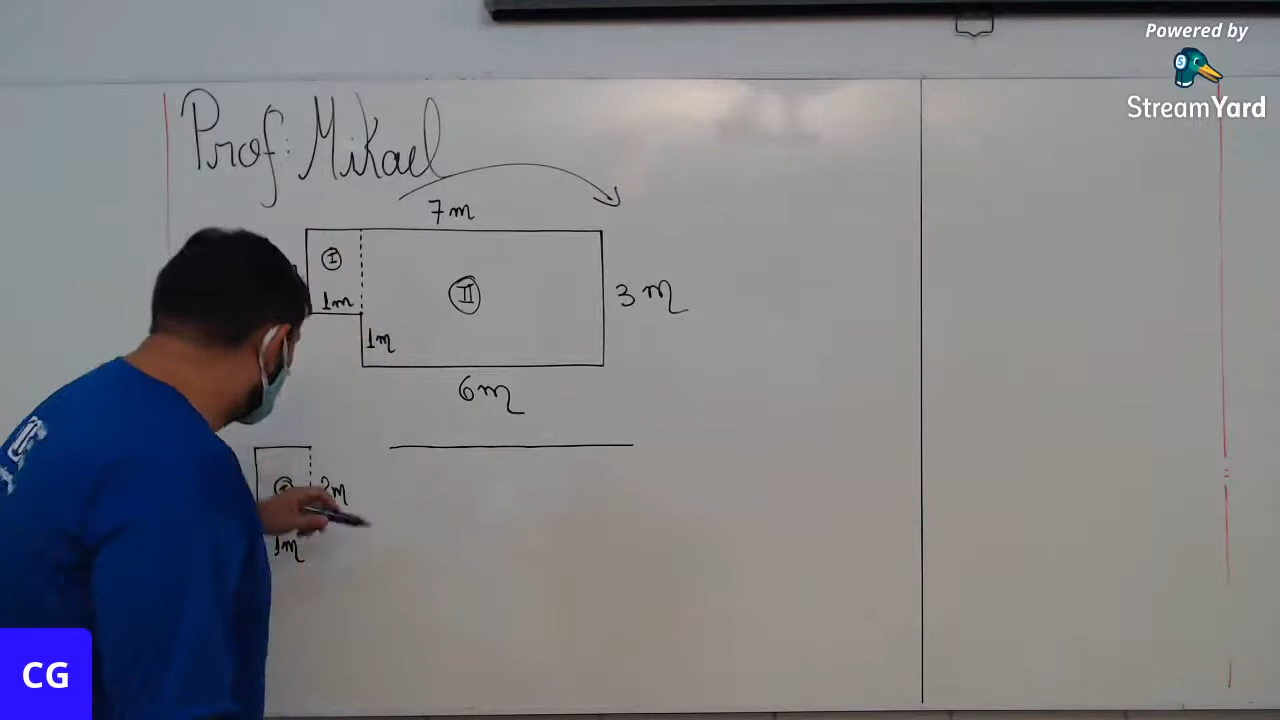 Powered by
StreamYard
Prof: Mikael
7m
I
1m
II
3m
1m
6m
2m
1m
CG